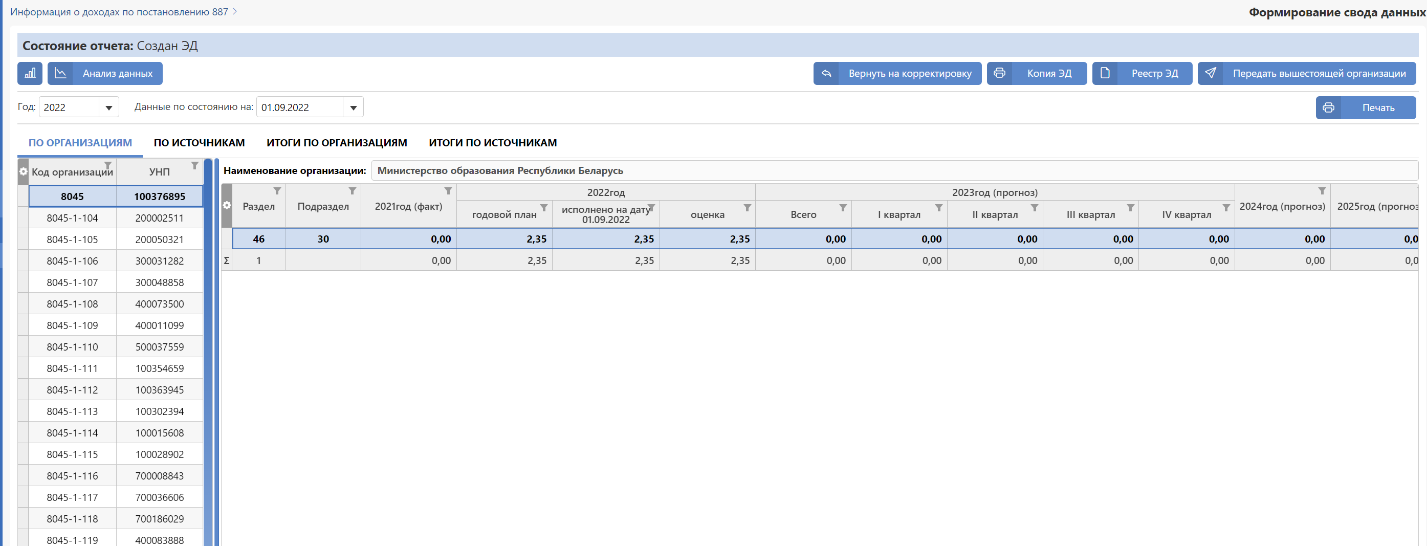 Информация о доходах по постановлению 887 >
Формирование свода данных
Состояние отчета: Создан ЭД
Анализ данных
Вернуть на корректировку
Копия ЭД
Реестр ЭД
Передать вышестоящей организации
Год: 2022 Данные по состоянию на: 01.09.2022
Печать
ПО ОРГАНИЗАЦИЯМ ПО ИСТОЧНИКАМ ИТОГИ ПО ОРГАНИЗАЦИЯМ ИТОГИ ПО ИСТОЧНИКАМ
Код организации УНП
8045 100376895
8045-1-104 200002511
8045-1-105 200050321
8045-1-106 300031282
8045-1-107 300048858
8045-1-108 400073500
8045-1-109 400011099
8045-1-110 500037559
8045-1-111 100354659
8045-1-112 100363945
8045-1-113 100302394
8045-1-114 100015608
8045-1-115 100028902
8045-1-116 700008843
8045-1-117 700036606
8045-1-118 700186029
8045-1-119 400083888
Наименование организации: Министерство образования Республики Беларусь
Раздел Подраздел 2021год (факт) 2022год 2023год (прогноз) 2024год (прогноз) 2025год (прогноз
годовой план исполнено на дату 01.09.2022 оценка Всего I квартал II квартал III квартал IV квартал
46 30 0,00 2,35 2,35 2,35 0,00 0,00 0,00 0,00 0,00 0,00 0,0
Σ 1 0,00 2,35 2,35 2,35 0,00 0,00 0,00 0,00 0,00 0,00 0,0